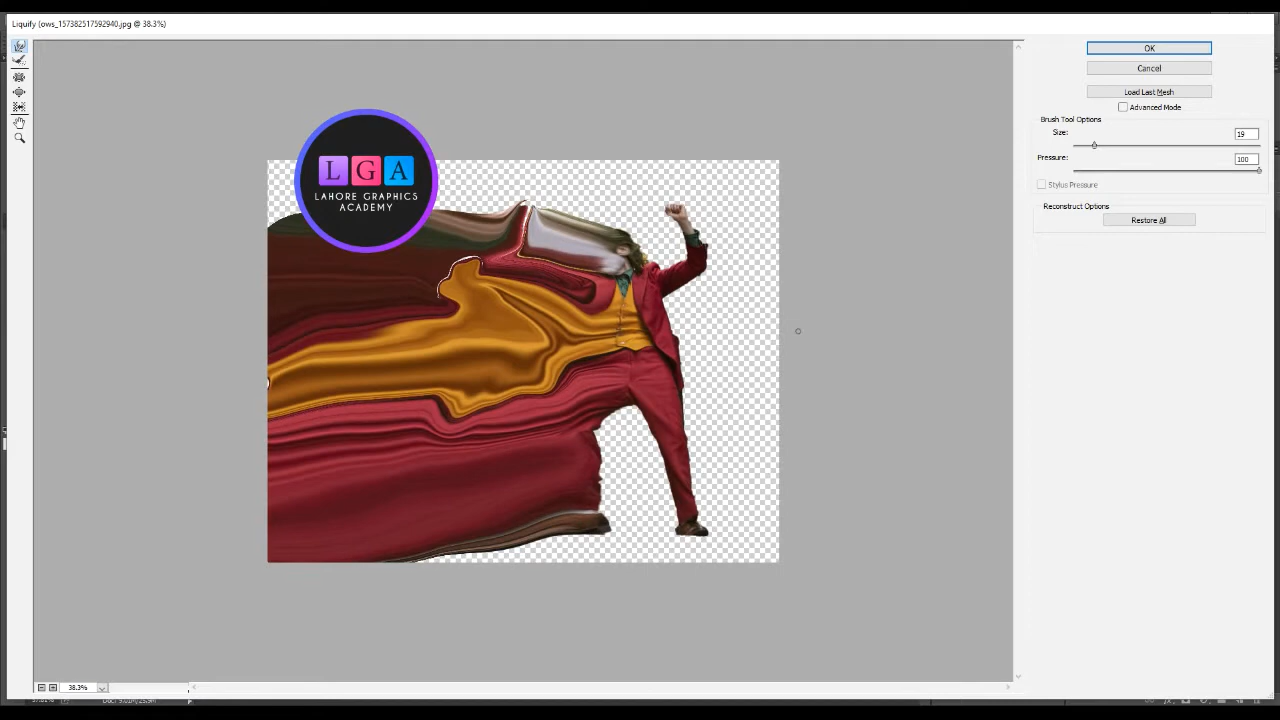 Liquify (ows_157382517592940.jpg @ 38.3%)
OK
Cancel
Load Last Mesh
Advanced Mode
Brush Tool Options
Size:
19
Pressure:
100
Stylus Pressure
Reconstruct Options
Restore All
L G A
LAHORE GRAPHICS
ACADEMY
38.3%